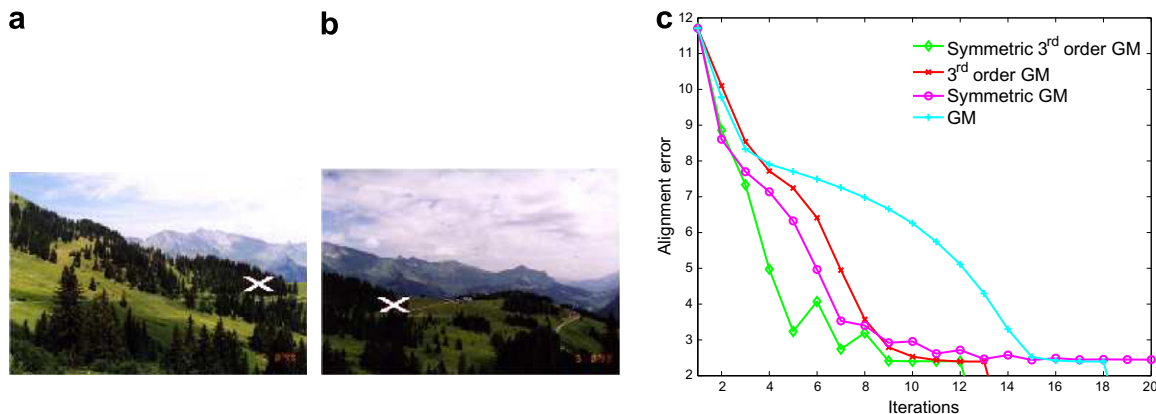 a
b
c
Symmetric 3rd order GM
3rd order GM
Symmetric GM
GM
Alignment error
12
11
10
9
8
7
6
5
4
3
2
2 4 6 8 10 12 14 16 18 20
Iterations